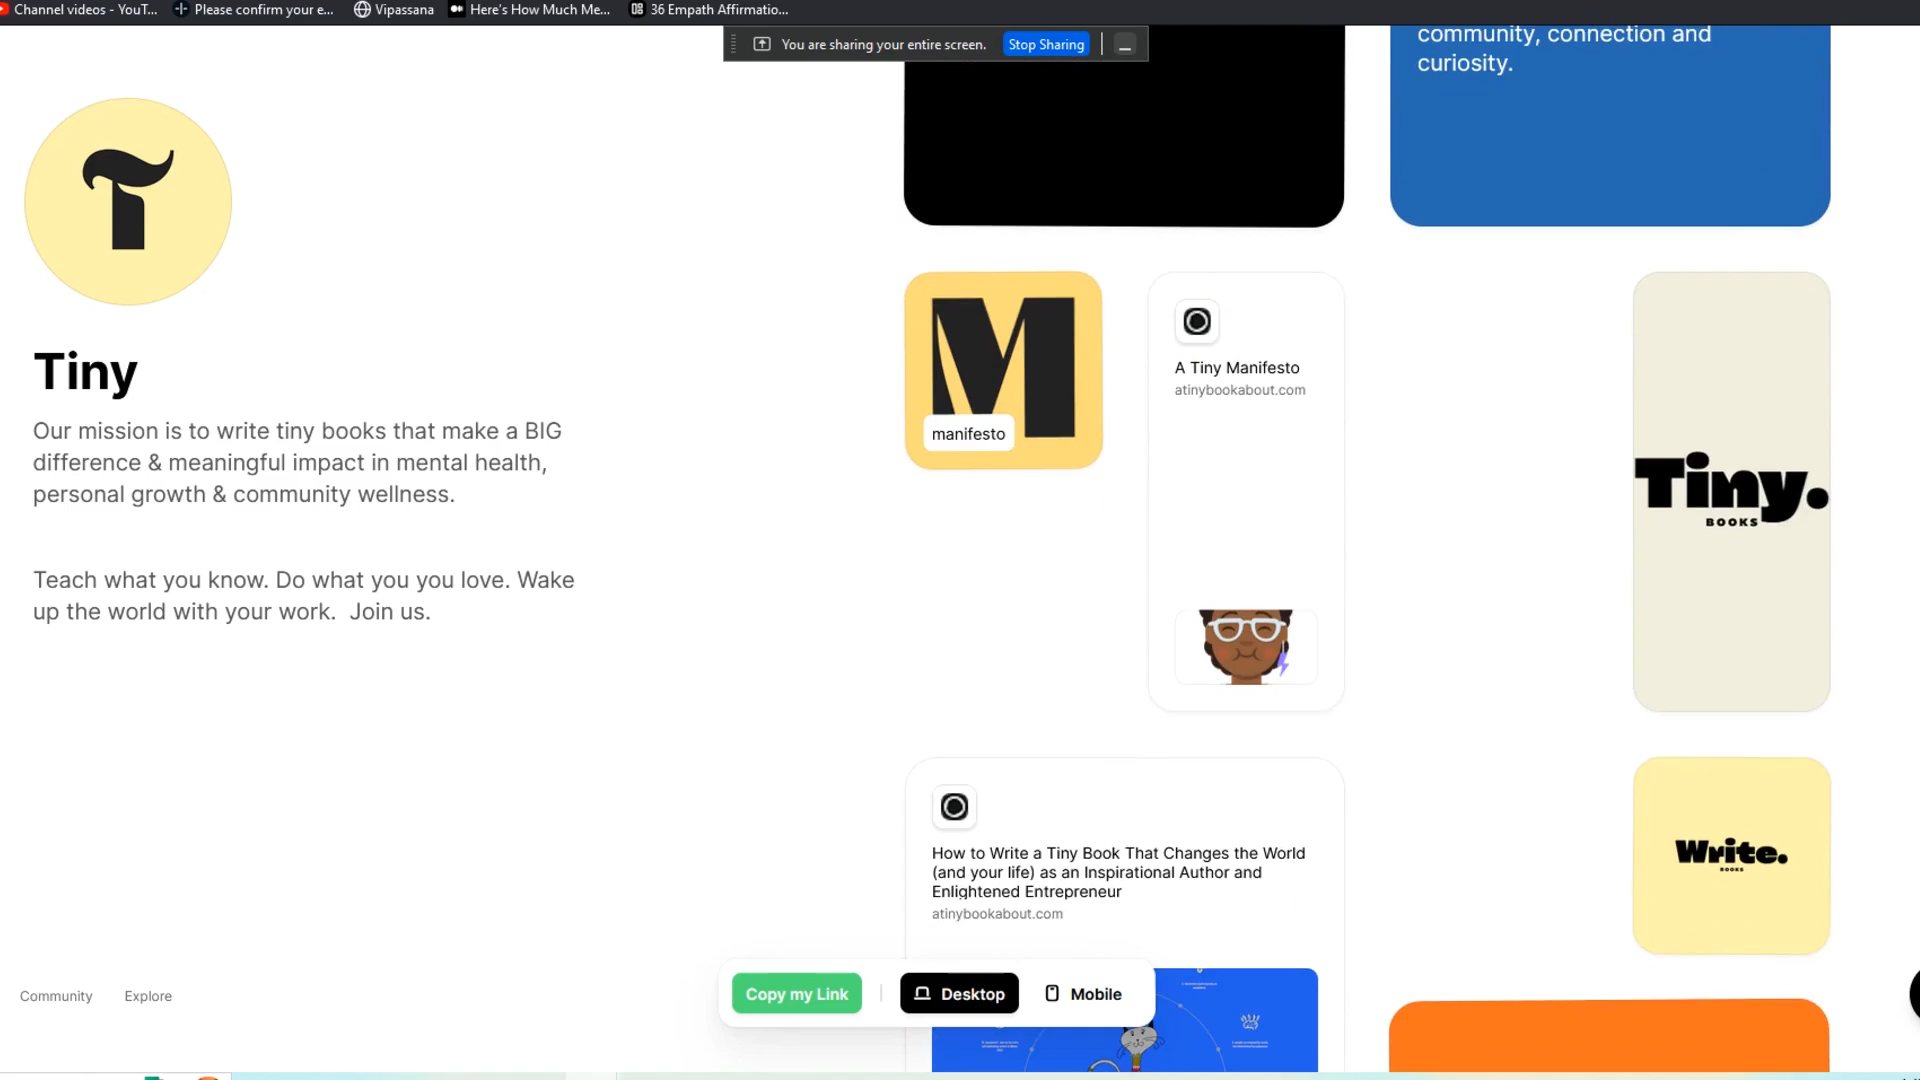 Channel videos - YouT...
Please confirm your e...
Vipassana
Here's How Much Me...
36 Empath Affirmatio...
You are sharing your entire screen.
Stop Sharing
community, connection and
curiosity.
Tiny
Our mission is to write tiny books that make a BIG
difference & meaningful impact in mental health,
personal growth & community wellness.
Teach what you know. Do what you you love. Wake
up the world with your work. Join us.
M
manifesto
A Tiny Manifesto
atinybookabout.com
Tiny.
BOOKS
How to Write a Tiny Book That Changes the World
(and your life) as an Inspirational Author and
Enlightened Entrepreneur
atinybookabout.com
Write.
BOOKS
Community
Explore
Copy my Link
Desktop
Mobile